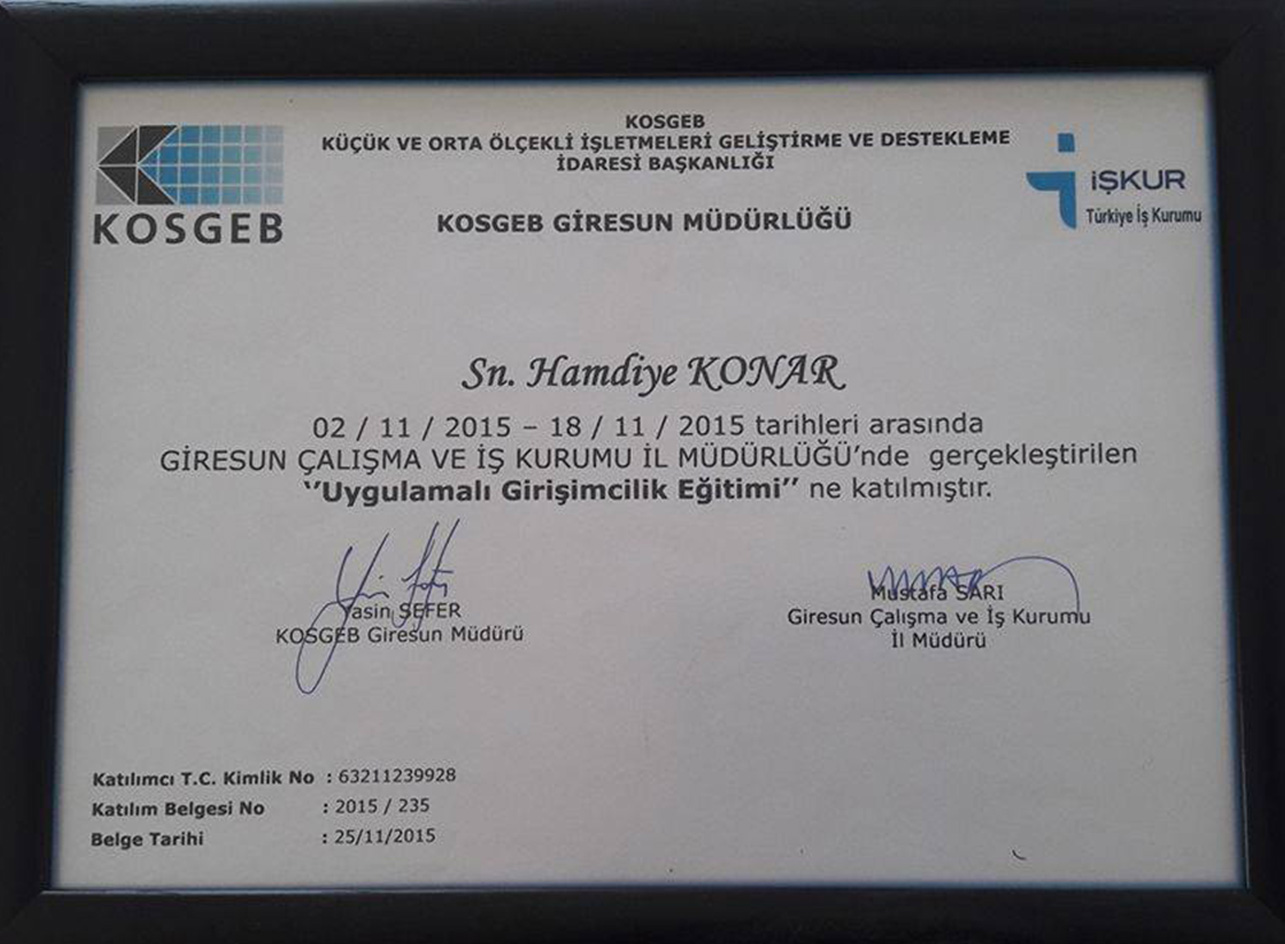 KOSGEB
KÜÇÜK VE ORTA ÖLÇEKLİ İŞLETMELERİ GELİŞTİRME VE DESTEKLEME
İDARESİ BAŞKANLIĞI
KOSGEB
İŞKUR
Türkiye İş Kurumu
KOSGEB GİRESUN MÜDÜRLÜĞÜ
Sn. Hamdiye KONAR
02 / 11 / 2015 – 18 / 11 / 2015 tarihleri arasında
GİRESUN ÇALIŞMA VE İŞ KURUMU İL MÜDÜRLÜĞÜ’nde gerçekleştirilen
‘‘Uygulamalı Girişimcilik Eğitimi’’ ne katılmıştır.
Yasin SEFER
KOSGEB Giresun Müdürü
Mustafa SARI
Giresun Çalışma ve İş Kurumu
İl Müdürü
Katılımcı T.C. Kimlik No : 63211239928
Katılım Belgesi No : 2015 / 235
Belge Tarihi : 25/11/2015